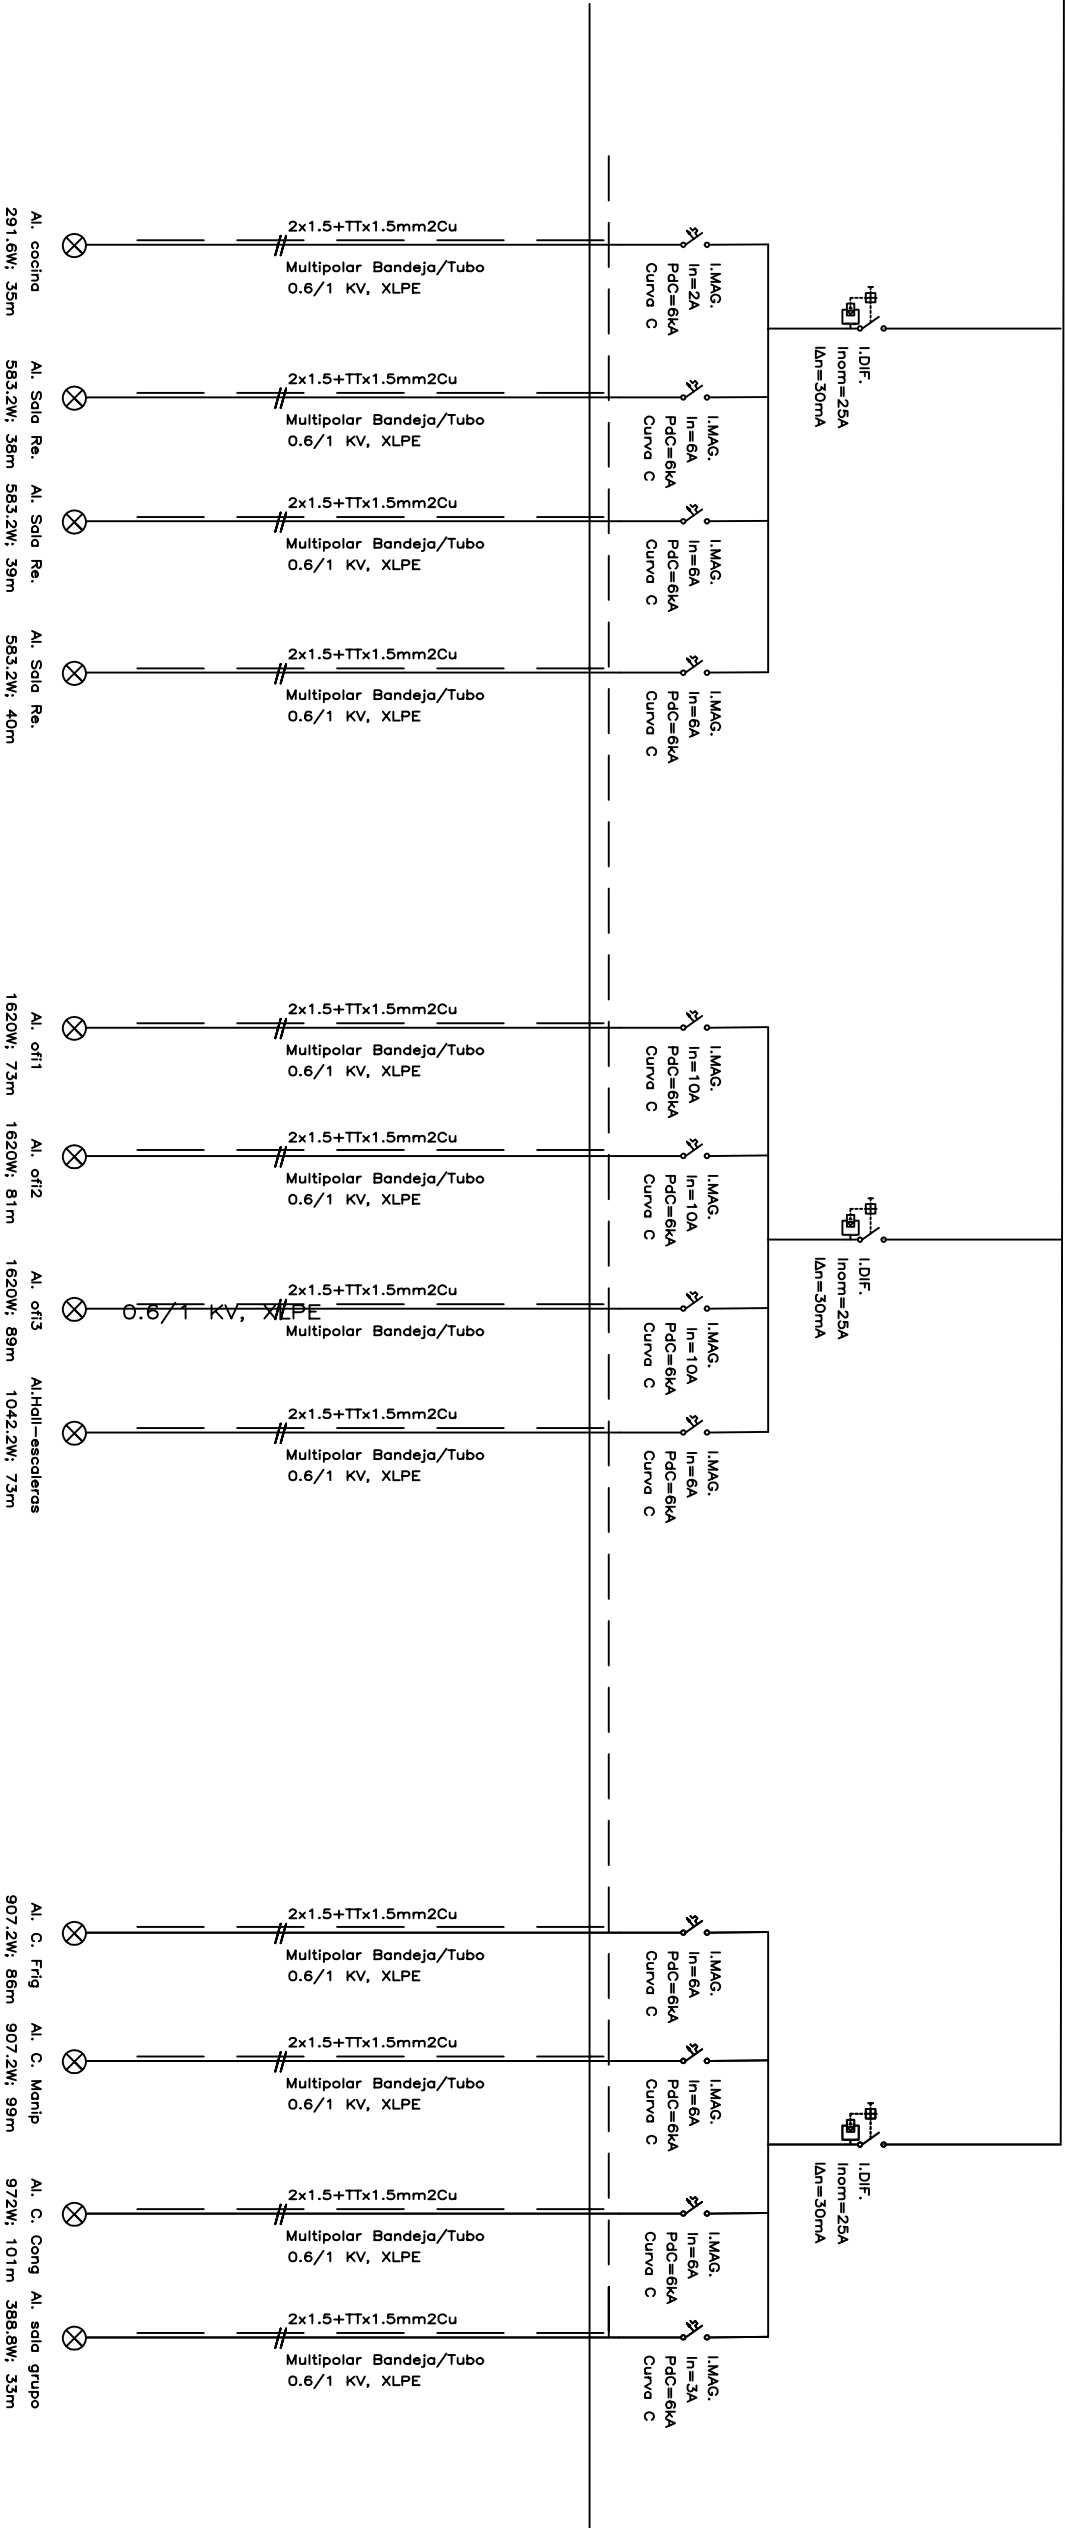 I.DIF.
Inom=25A
IΔn=30mA
I.MAG.
In=2A
PdC=6kA
Curva C
2x1.5+TTx1.5mm2Cu
Multipolar Bandeja/Tubo
0.6/1 KV, XLPE
Al. cocina
291.6W; 35m
I.MAG.
In=6A
PdC=6kA
Curva C
2x1.5+TTx1.5mm2Cu
Multipolar Bandeja/Tubo
0.6/1 KV, XLPE
Al. Sala Re.
583.2W; 38m
I.MAG.
In=6A
PdC=6kA
Curva C
2x1.5+TTx1.5mm2Cu
Multipolar Bandeja/Tubo
0.6/1 KV, XLPE
Al. Sala Re.
583.2W; 39m
I.MAG.
In=6A
PdC=6kA
Curva C
2x1.5+TTx1.5mm2Cu
Multipolar Bandeja/Tubo
0.6/1 KV, XLPE
Al. Sala Re.
583.2W; 40m
I.DIF.
Inom=25A
IΔn=30mA
I.MAG.
In=10A
PdC=6kA
Curva C
2x1.5+TTx1.5mm2Cu
Multipolar Bandeja/Tubo
0.6/1 KV, XLPE
Al. ofi1
1620W; 73m
I.MAG.
In=10A
PdC=6kA
Curva C
2x1.5+TTx1.5mm2Cu
Multipolar Bandeja/Tubo
0.6/1 KV, XLPE
Al. ofi2
1620W; 81m
I.MAG.
In=10A
PdC=6kA
Curva C
2x1.5+TTx1.5mm2Cu
Multipolar Bandeja/Tubo
0.6/1 KV, XLPE
Al. ofi3
1620W; 89m
I.MAG.
In=6A
PdC=6kA
Curva C
2x1.5+TTx1.5mm2Cu
Multipolar Bandeja/Tubo
0.6/1 KV, XLPE
Al.Hall-escaleras
1042.2W; 73m
I.DIF.
Inom=25A
IΔn=30mA
I.MAG.
In=6A
PdC=6kA
Curva C
2x1.5+TTx1.5mm2Cu
Multipolar Bandeja/Tubo
0.6/1 KV, XLPE
Al. C. Frig
907.2W; 86m
I.MAG.
In=6A
PdC=6kA
Curva C
2x1.5+TTx1.5mm2Cu
Multipolar Bandeja/Tubo
0.6/1 KV, XLPE
Al. C. Manip
907.2W; 99m
I.MAG.
In=6A
PdC=6kA
Curva C
2x1.5+TTx1.5mm2Cu
Multipolar Bandeja/Tubo
0.6/1 KV, XLPE
Al. C. Cong
972W; 101m
I.MAG.
In=3A
PdC=6kA
Curva C
2x1.5+TTx1.5mm2Cu
Multipolar Bandeja/Tubo
0.6/1 KV, XLPE
Al. sala grupo
388.8W; 33m